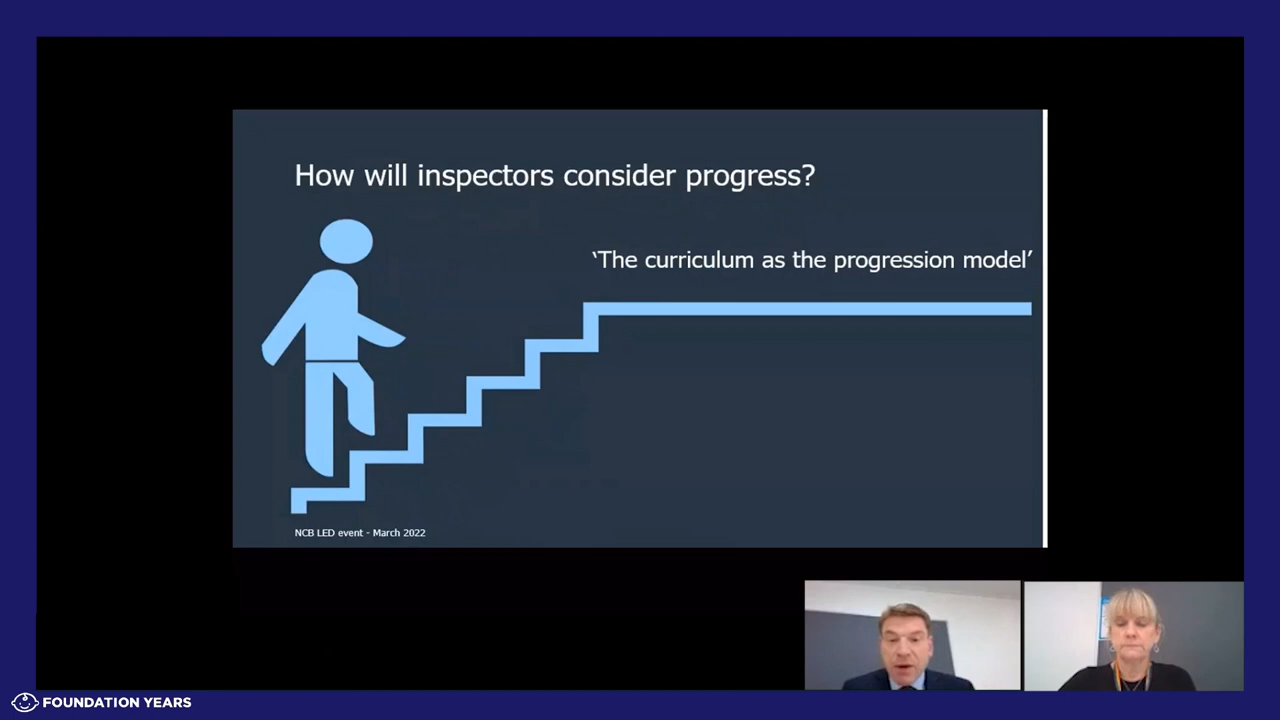 How will inspectors consider progress?
‘The curriculum as the progression model’
NCB LED event - March 2022
FOUNDATION YEARS